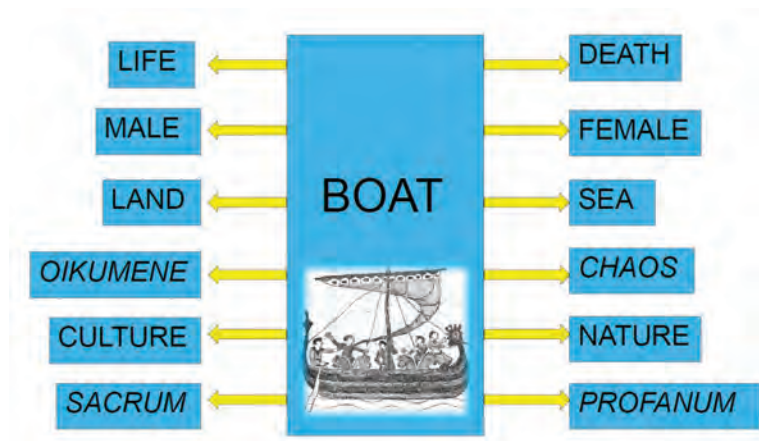 LIFE
DEATH
MALE
FEMALE
LAND
BOAT
SEA
OIKUMENE
CHAOS
CULTURE
NATURE
SACRUM
PROFANUM